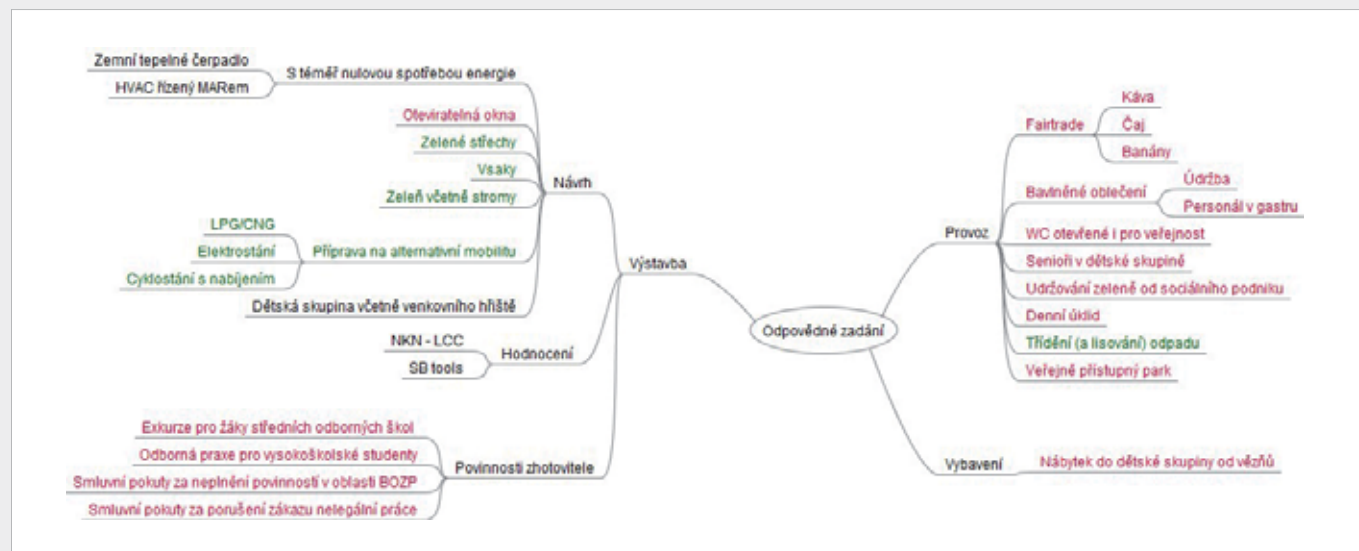 Zemní tepelné čerpadlo
HVAC řízený MARem
S téměř nulovou spotřebou energie
Oteviratelná okna
Zelené střechy
Vsaky
Zeleň včetně stromy
Návrh
LPG/CNG
Elektrostání
Cyklostání s nabíjením
Příprava na alternativní mobilitu
Dětská skupina včetně venkovního hřiště
NKN - LCC
SB tools
Hodnocení
Výstavba
Exkurze pro žáky středních odborných škol
Odborná praxe pro vysokoškolské studenty
Smluvní pokuty za neplnění povinností v oblasti BOZP
Smluvní pokuty za porušení zákazu nelegální práce
Povinnosti zhotovitele
Odpovědné zadání
Provoz
Fairtrade
Káva
Čaj
Banány
Bavlněné oblečení
Údržba
Personál v gastru
WC otevřené i pro veřejnost
Senioři v dětské skupině
Udržování zeleně od sociálního podniku
Denní úklid
Třídění (a lisování) odpadu
Veřejně přístupný park
Vybavení
Nábytek do dětské skupiny od vězňů